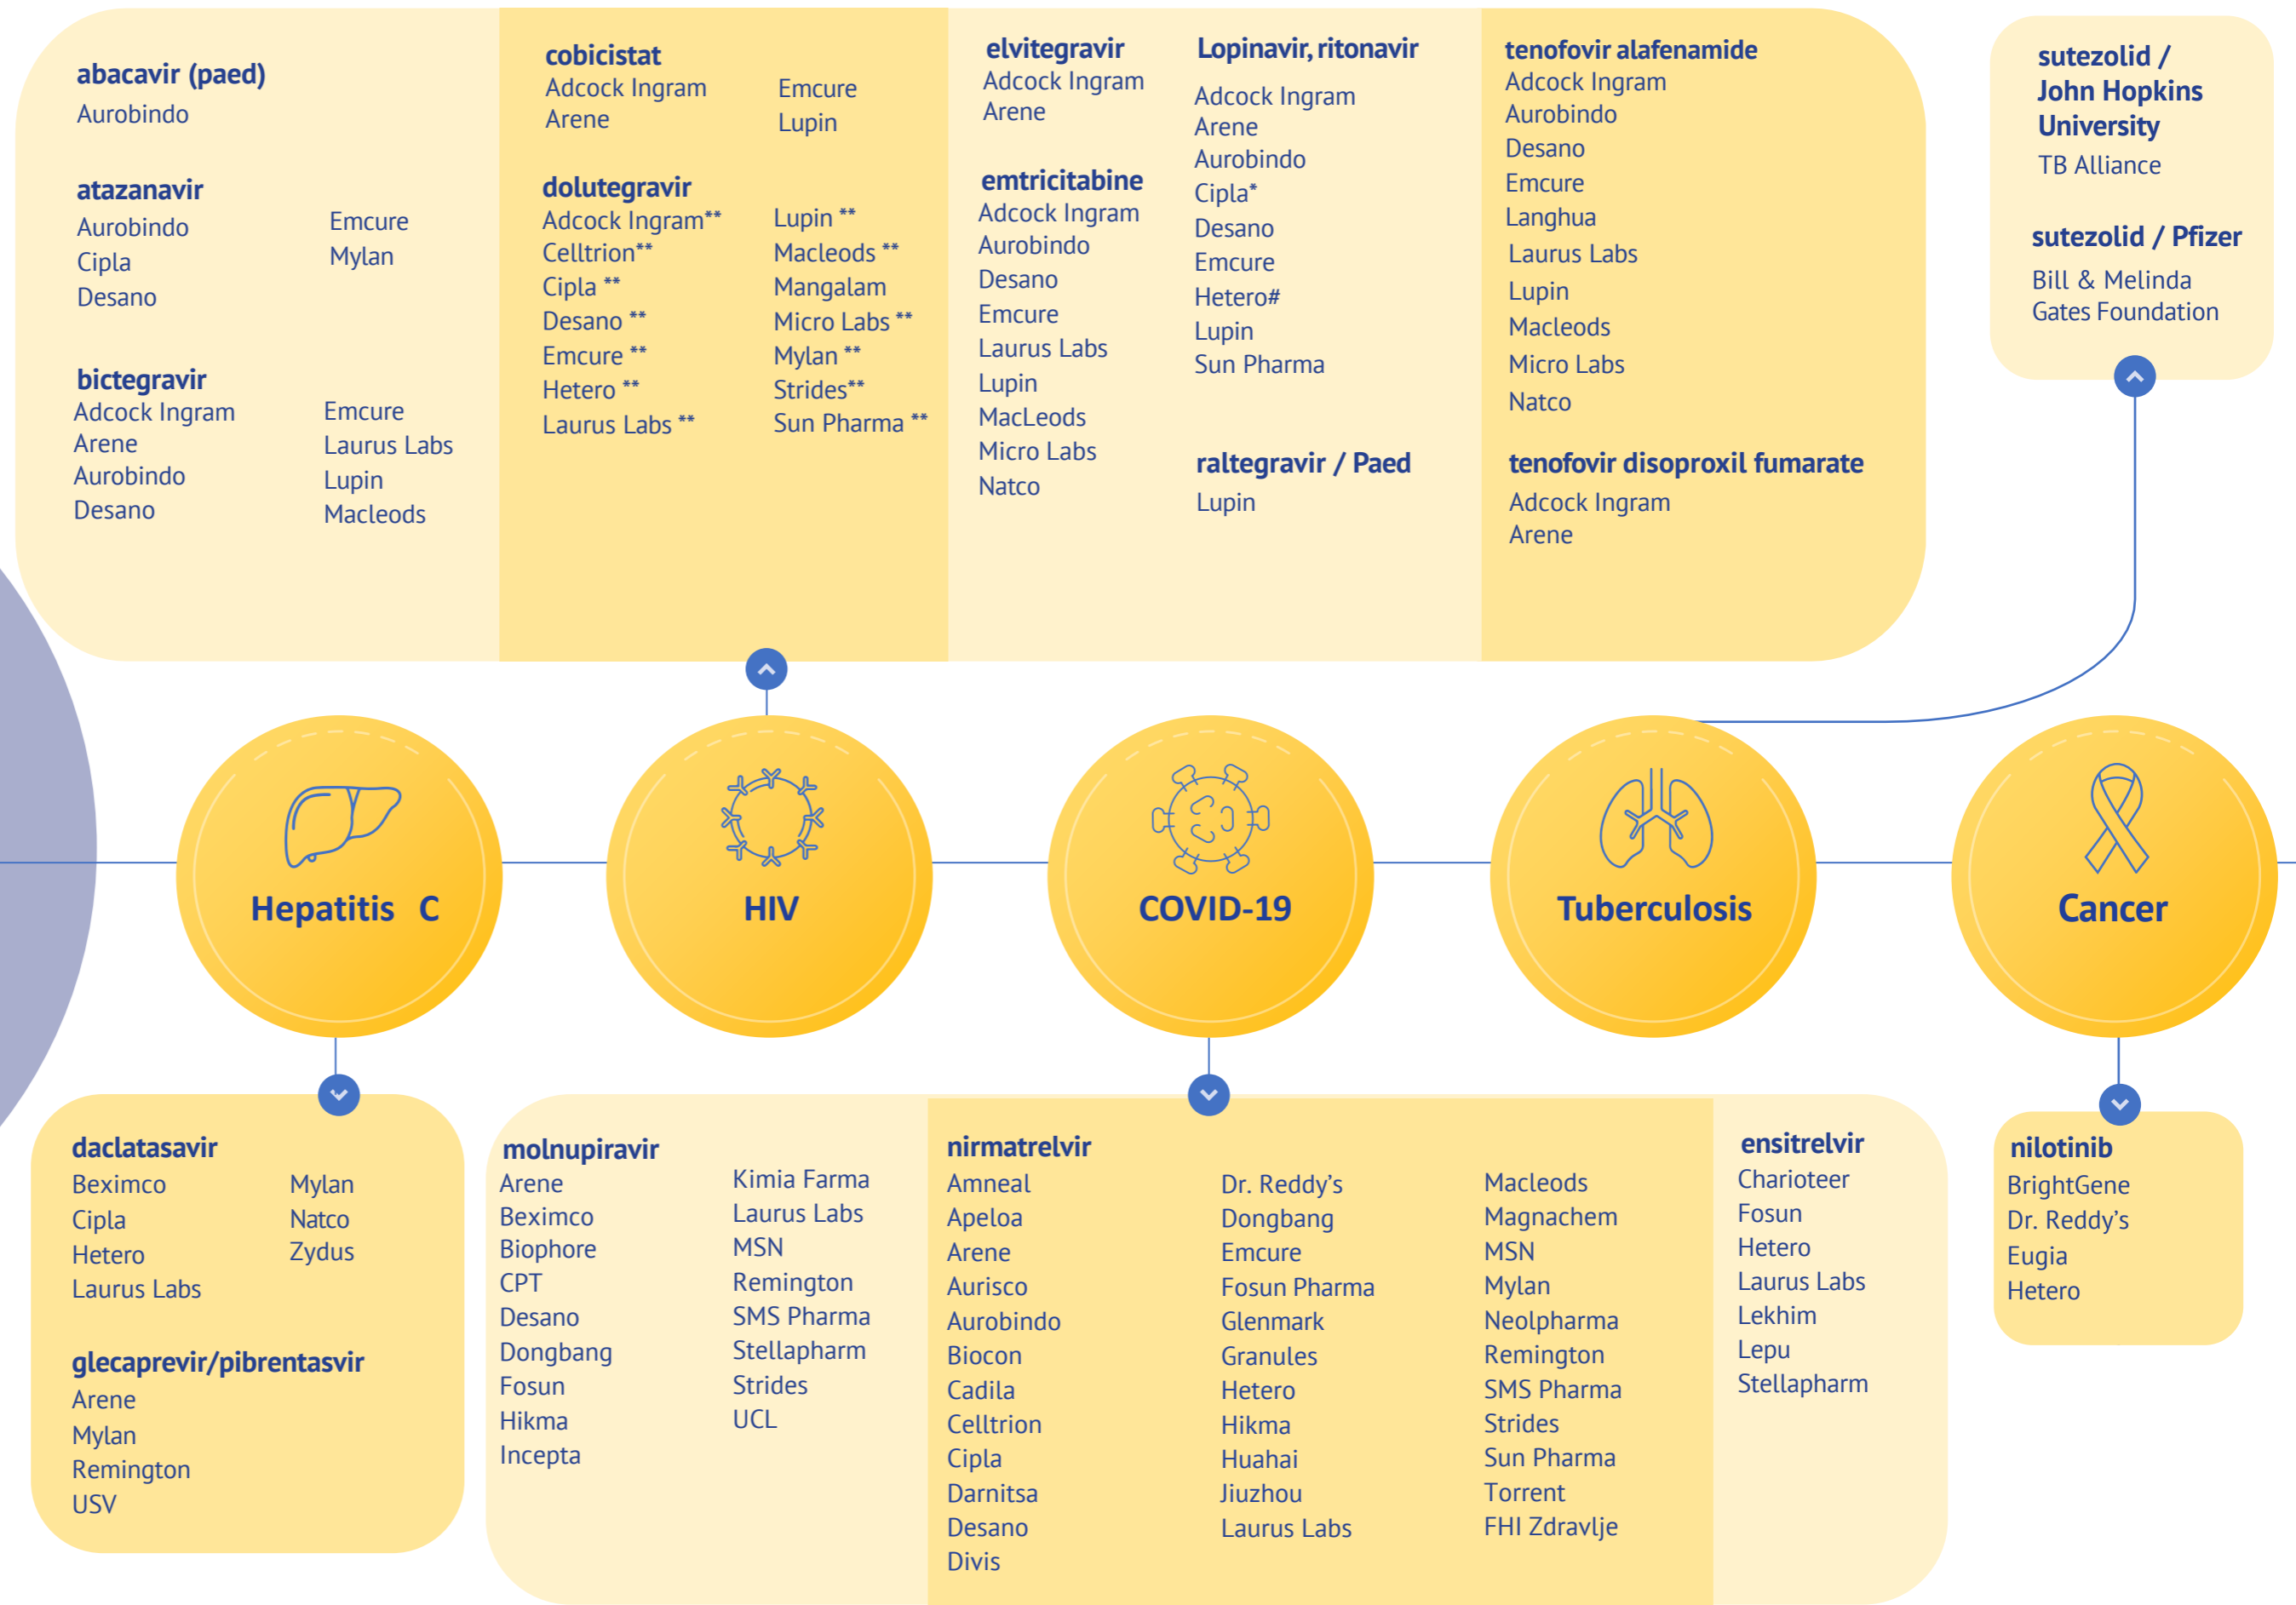 abacavir (paed)
Aurobindo
atazanavir
Aurobindo
Cipla
Desano
Emcure
Mylan
bictegravir
Adcock Ingram
Arene
Aurobindo
Desano
Emcure
Laurus Labs
Lupin
Macleods
cobicistat
Adcock Ingram
Arene
Emcure
Lupin
dolutegravir
Adcock Ingram**
Celltrion**
Cipla **
Desano **
Emcure **
Hetero **
Laurus Labs **
Lupin **
Macleods **
Mangalam
Micro Labs **
Mylan **
Strides**
Sun Pharma **
elvitegravir
Adcock Ingram
Arene
emtricitabine
Adcock Ingram
Aurobindo
Desano
Emcure
Laurus Labs
Lupin
MacLeods
Micro Labs
Natco
Lopinavir, ritonavir
Adcock Ingram
Arene
Aurobindo
Cipla*
Desano
Emcure
Hetero#
Lupin
Sun Pharma
raltegravir / Paed
Lupin
tenofovir alafenamide
Adcock Ingram
Aurobindo
Desano
Emcure
Langhua
Laurus Labs
Lupin
Macleods
Micro Labs
Natco
tenofovir disoproxil fumarate
Adcock Ingram
Arene
sutezolid /
John Hopkins
University
TB Alliance
sutezolid / Pfizer
Bill & Melinda
Gates Foundation
Hepatitis C
HIV
COVID-19
Tuberculosis
Cancer
daclatasavir
Beximco
Cipla
Hetero
Laurus Labs
Mylan
Natco
Zydus
glecaprevir/pibrentasvir
Arene
Mylan
Remington
USV
molnupiravir
Arene
Beximco
Biophore
CPT
Desano
Dongbang
Fosun
Hikma
Incepta
Kimia Farma
Laurus Labs
MSN
Remington
SMS Pharma
Stellapharm
Strides
UCL
nirmatrelvir
Amneal
Apeloa
Arene
Aurisco
Aurobindo
Biocon
Cadila
Celltrion
Cipla
Darnitsa
Desano
Divis
Dr. Reddy’s
Dongbang
Emcure
Fosun Pharma
Glenmark
Granules
Hetero
Hikma
Huahai
Jiuzhou
Laurus Labs
Macleods
Magnachem
MSN
Mylan
Neolpharma
Remington
SMS Pharma
Strides
Sun Pharma
Torrent
FHI Zdravlje
ensitrelvir
Charioteer
Fosun
Hetero
Laurus Labs
Lekhim
Lepu
Stellapharm
nilotinib
BrightGene
Dr. Reddy’s
Eugia
Hetero